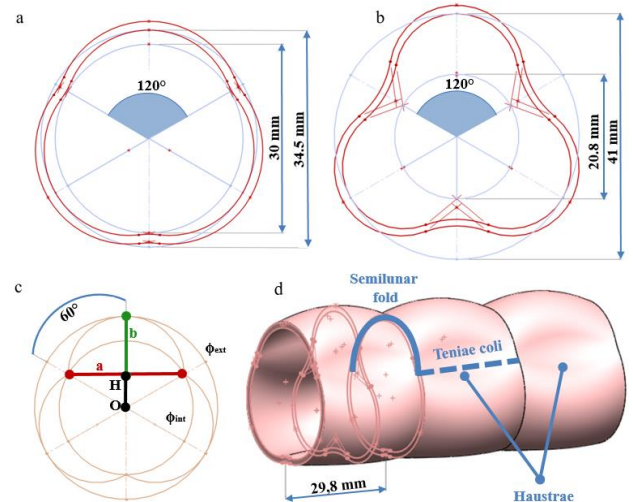 a
120°
30 mm
34.5 mm
b
120°
20.8 mm
41 mm
c
60°
b
a
ϕext
H
O
ϕint
d
Semilunar
fold
Teniae coli
Haustrae
29,8 mm